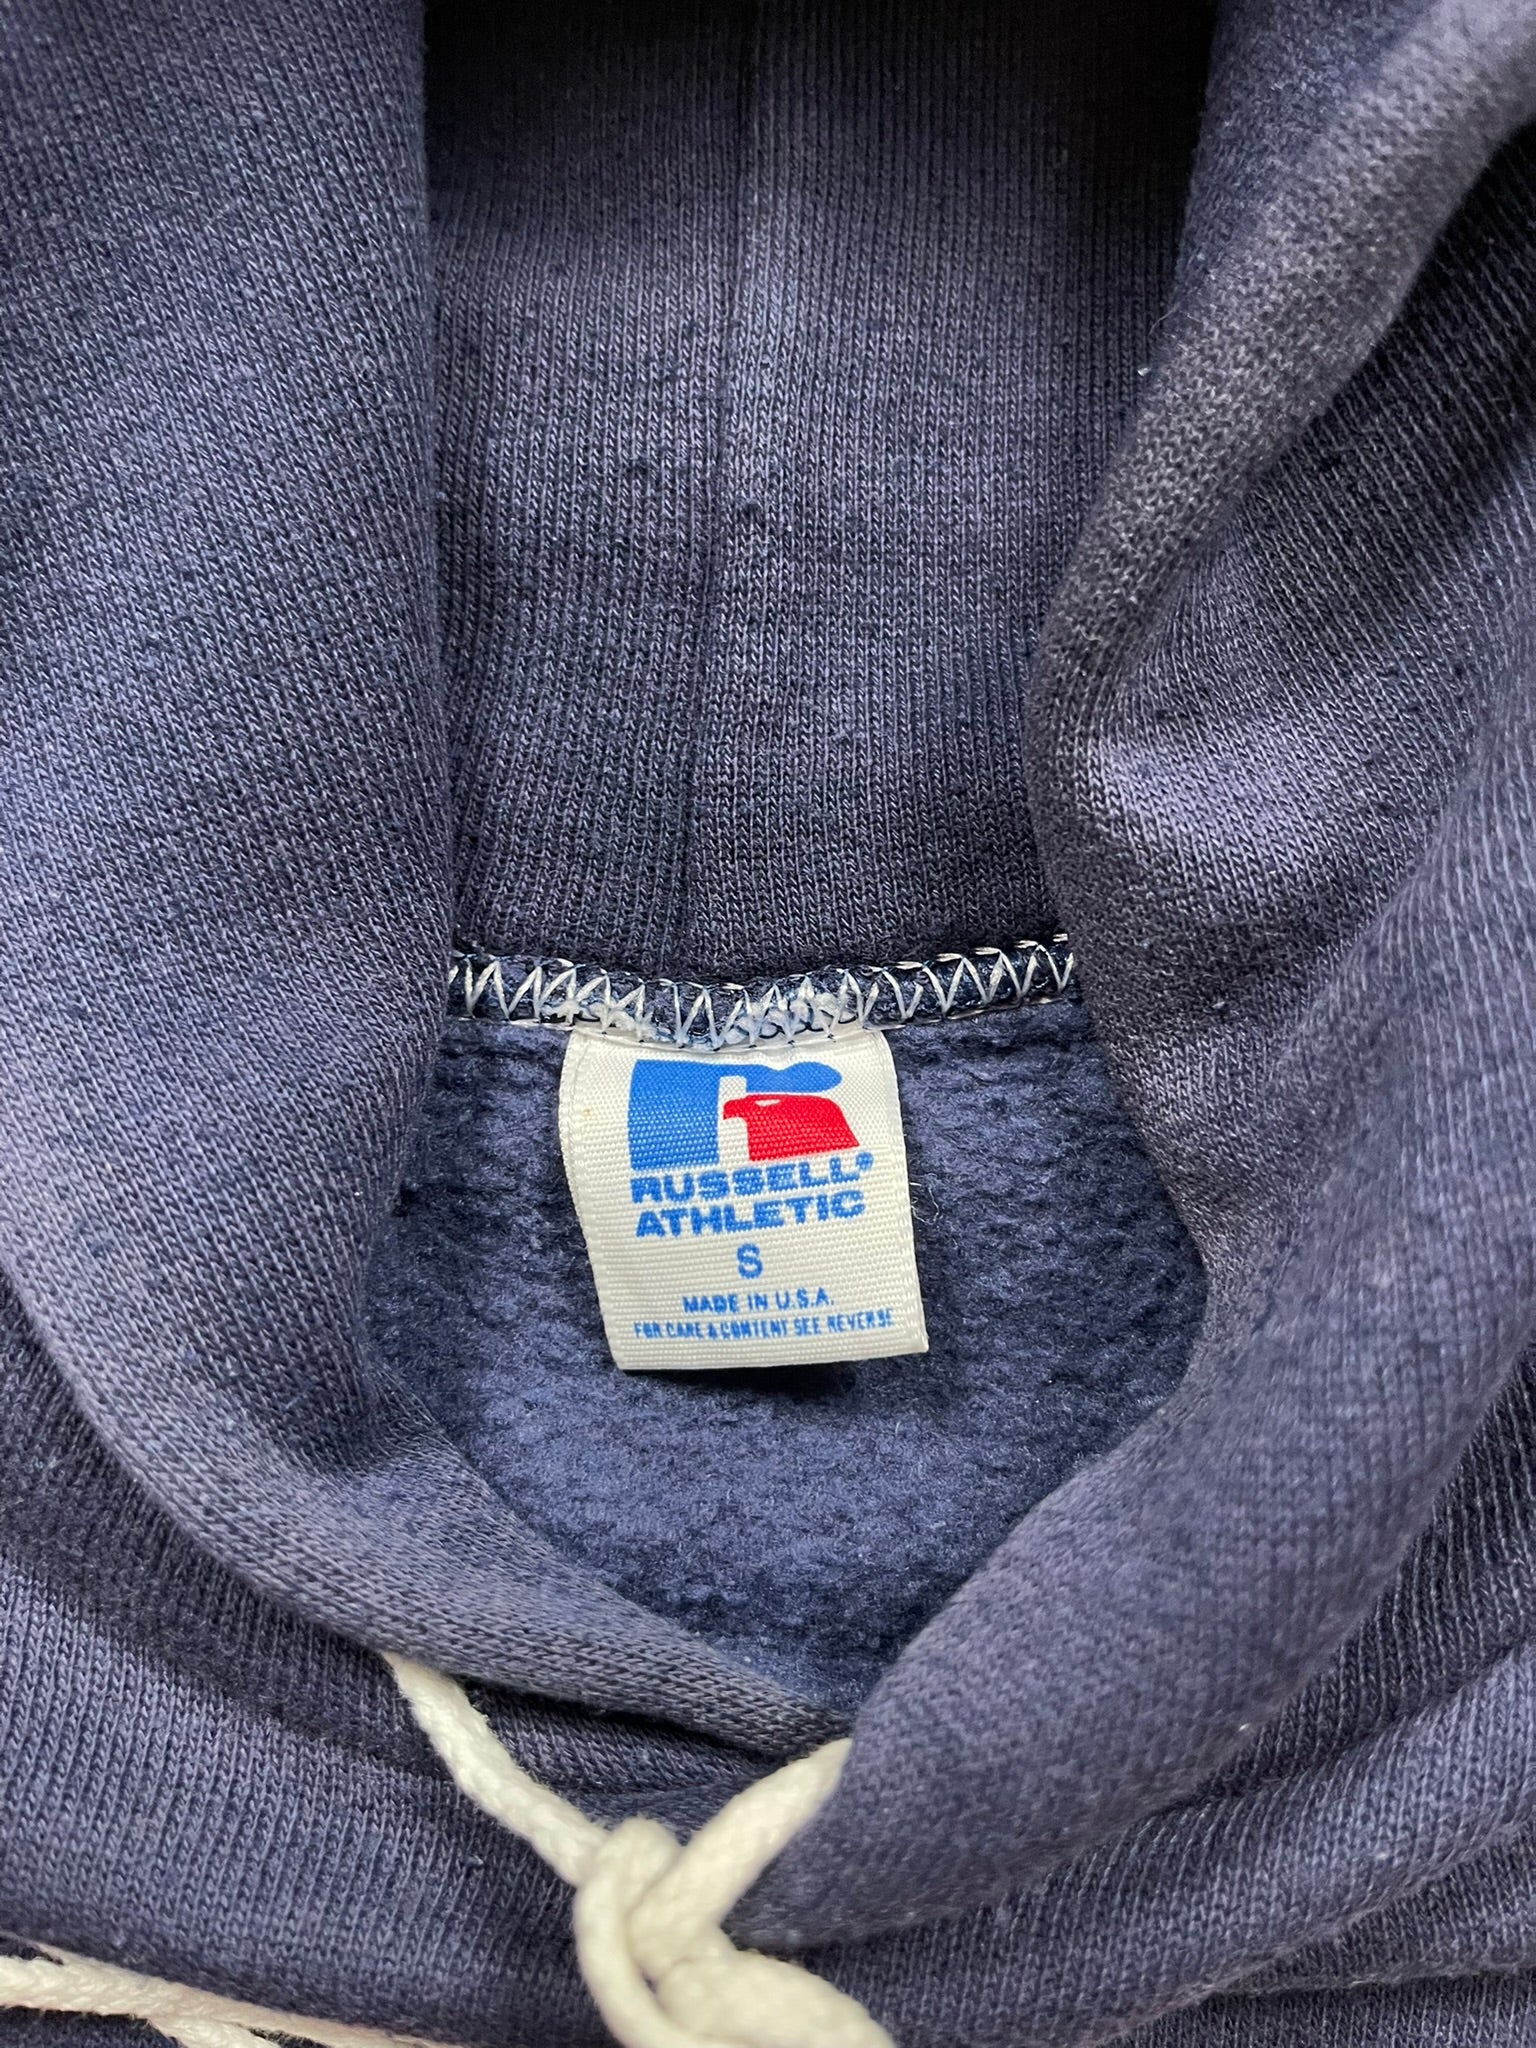 RUSSELL®
ATHLETIC
S
MADE IN U.S.A.
FOR CARE & CONTENT SEE REVERSE